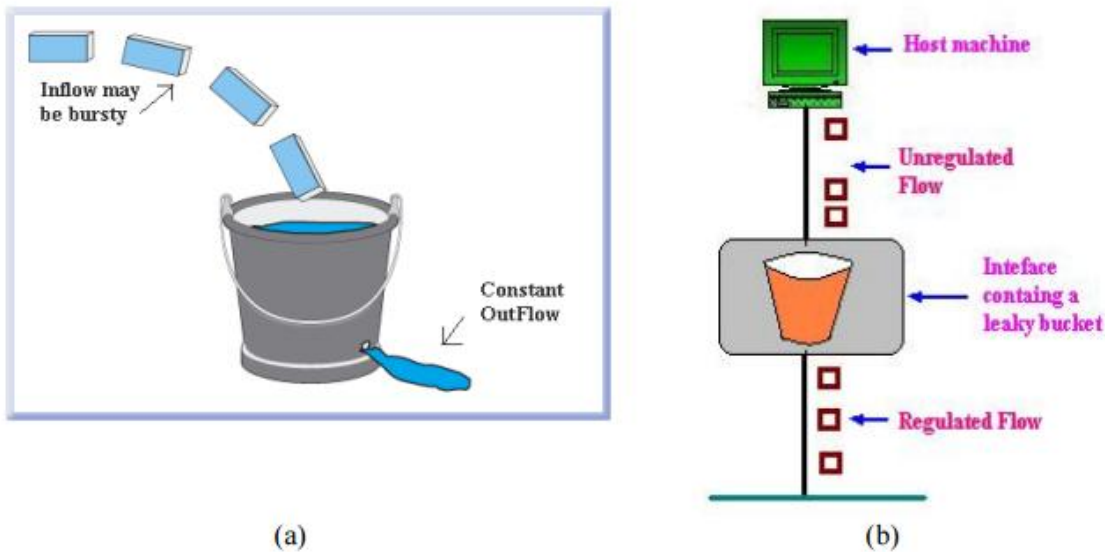 Inflow may
be bursty
Constant
OutFlow
(a)
Host machine
Unregulated
Flow
Inteface
containg a
leaky bucket
Regulated Flow
(b)